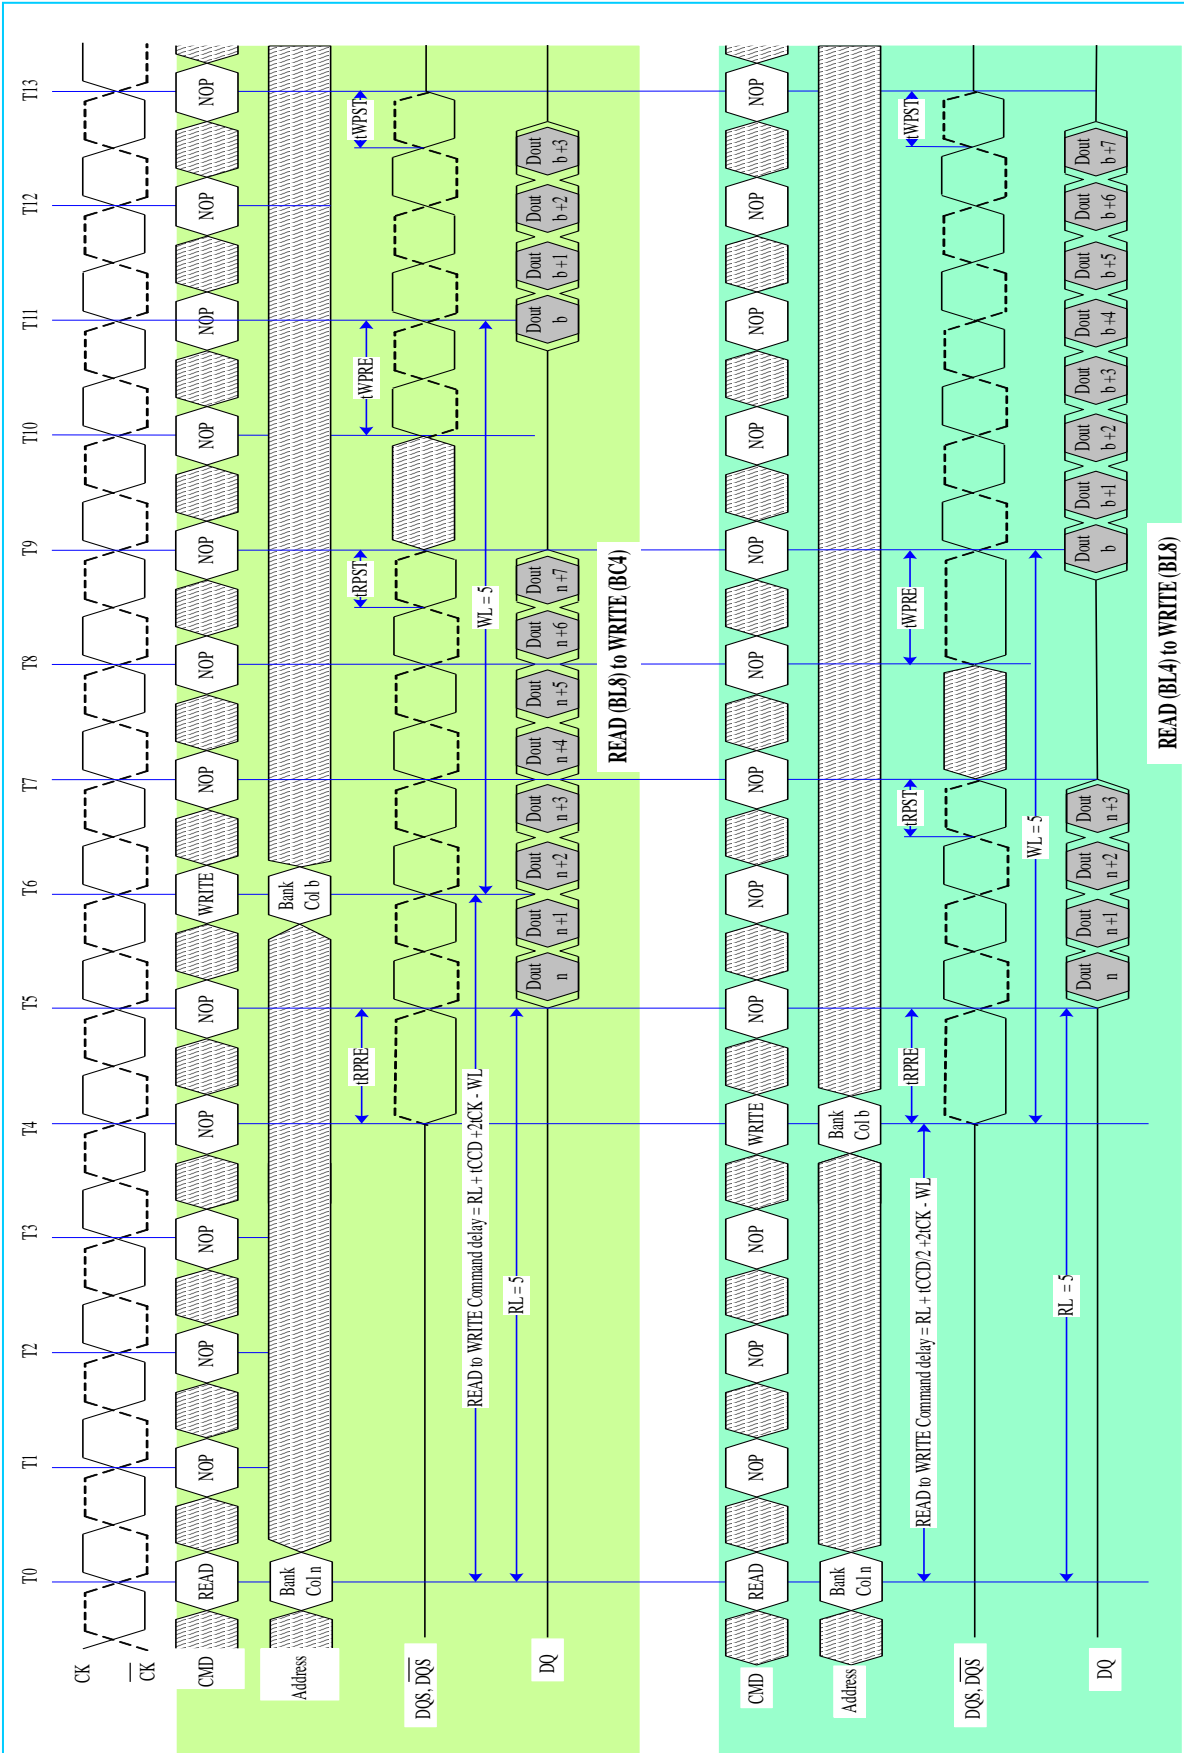 T0 T1 T2 T3 T4 T5 T6 T7 T8 T9 T10 T11 T12 T13
CK
CK
CMD READ NOP NOP NOP NOP NOP WRITE NOP NOP NOP NOP NOP NOP NOP
Address Bank Col n Bank Col b
tRPRE tRPST tWPRE tWPST
DQS, DQS
READ to WRITE Command delay = RL + tCCD +2tCK - WL WL = 5
RL = 5
DQ Dout n Dout n+1 Dout n+2 Dout n+3 Dout n+4 Dout n+5 Dout n+6 Dout n+7 Dout b Dout b+1 Dout b+2 Dout b+3
READ (BL8) to WRITE (BC4)
CMD READ NOP NOP NOP WRITE NOP NOP NOP NOP NOP NOP NOP NOP NOP
Address Bank Col n Bank Col b
READ to WRITE Command delay = RL + tCCD/2 +2tCK - WL tRPRE tRPST tWPRE tWPST
DQS, DQS
WL = 5
RL = 5
DQ Dout n Dout n+1 Dout n+2 Dout n+3 Dout b Dout b+1 Dout b+2 Dout b+3 Dout b+4 Dout b+5 Dout b+6 Dout b+7
READ (BL4) to WRITE (BL8)